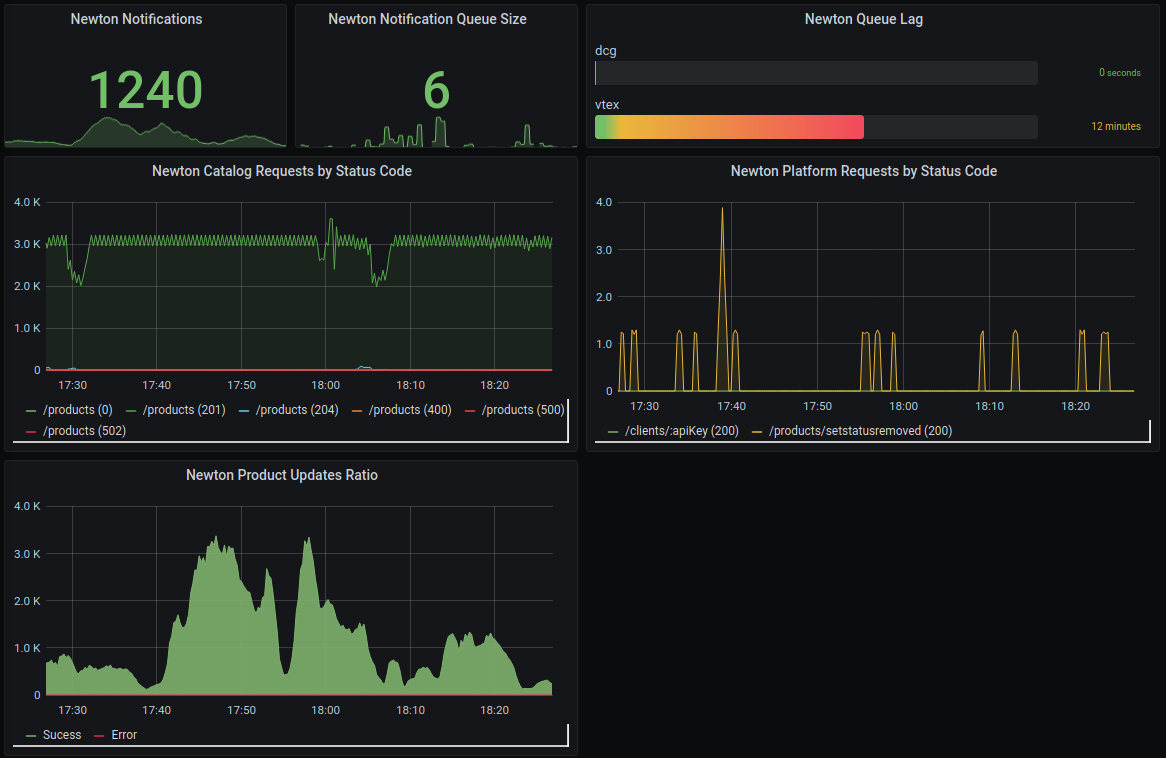 Newton Notifications
1240
Newton Notification Queue Size
6
Newton Queue Lag
dcg
0 seconds
vtex
12 minutes
Newton Catalog Requests by Status Code
4.0 K
3.0 K
2.0 K
1.0 K
0
17:30 17:40 17:50 18:00 18:10 18:20
/products (0) /products (201) /products (204) /products (400) /products (500)
/products (502)
Newton Platform Requests by Status Code
4.0
3.0
2.0
1.0
0
17:30 17:40 17:50 18:00 18:10 18:20
/clients/:apiKey (200) /products/setstatusremoved (200)
Newton Product Updates Ratio
4.0 K
3.0 K
2.0 K
1.0 K
0
17:30 17:40 17:50 18:00 18:10 18:20
Sucess Error